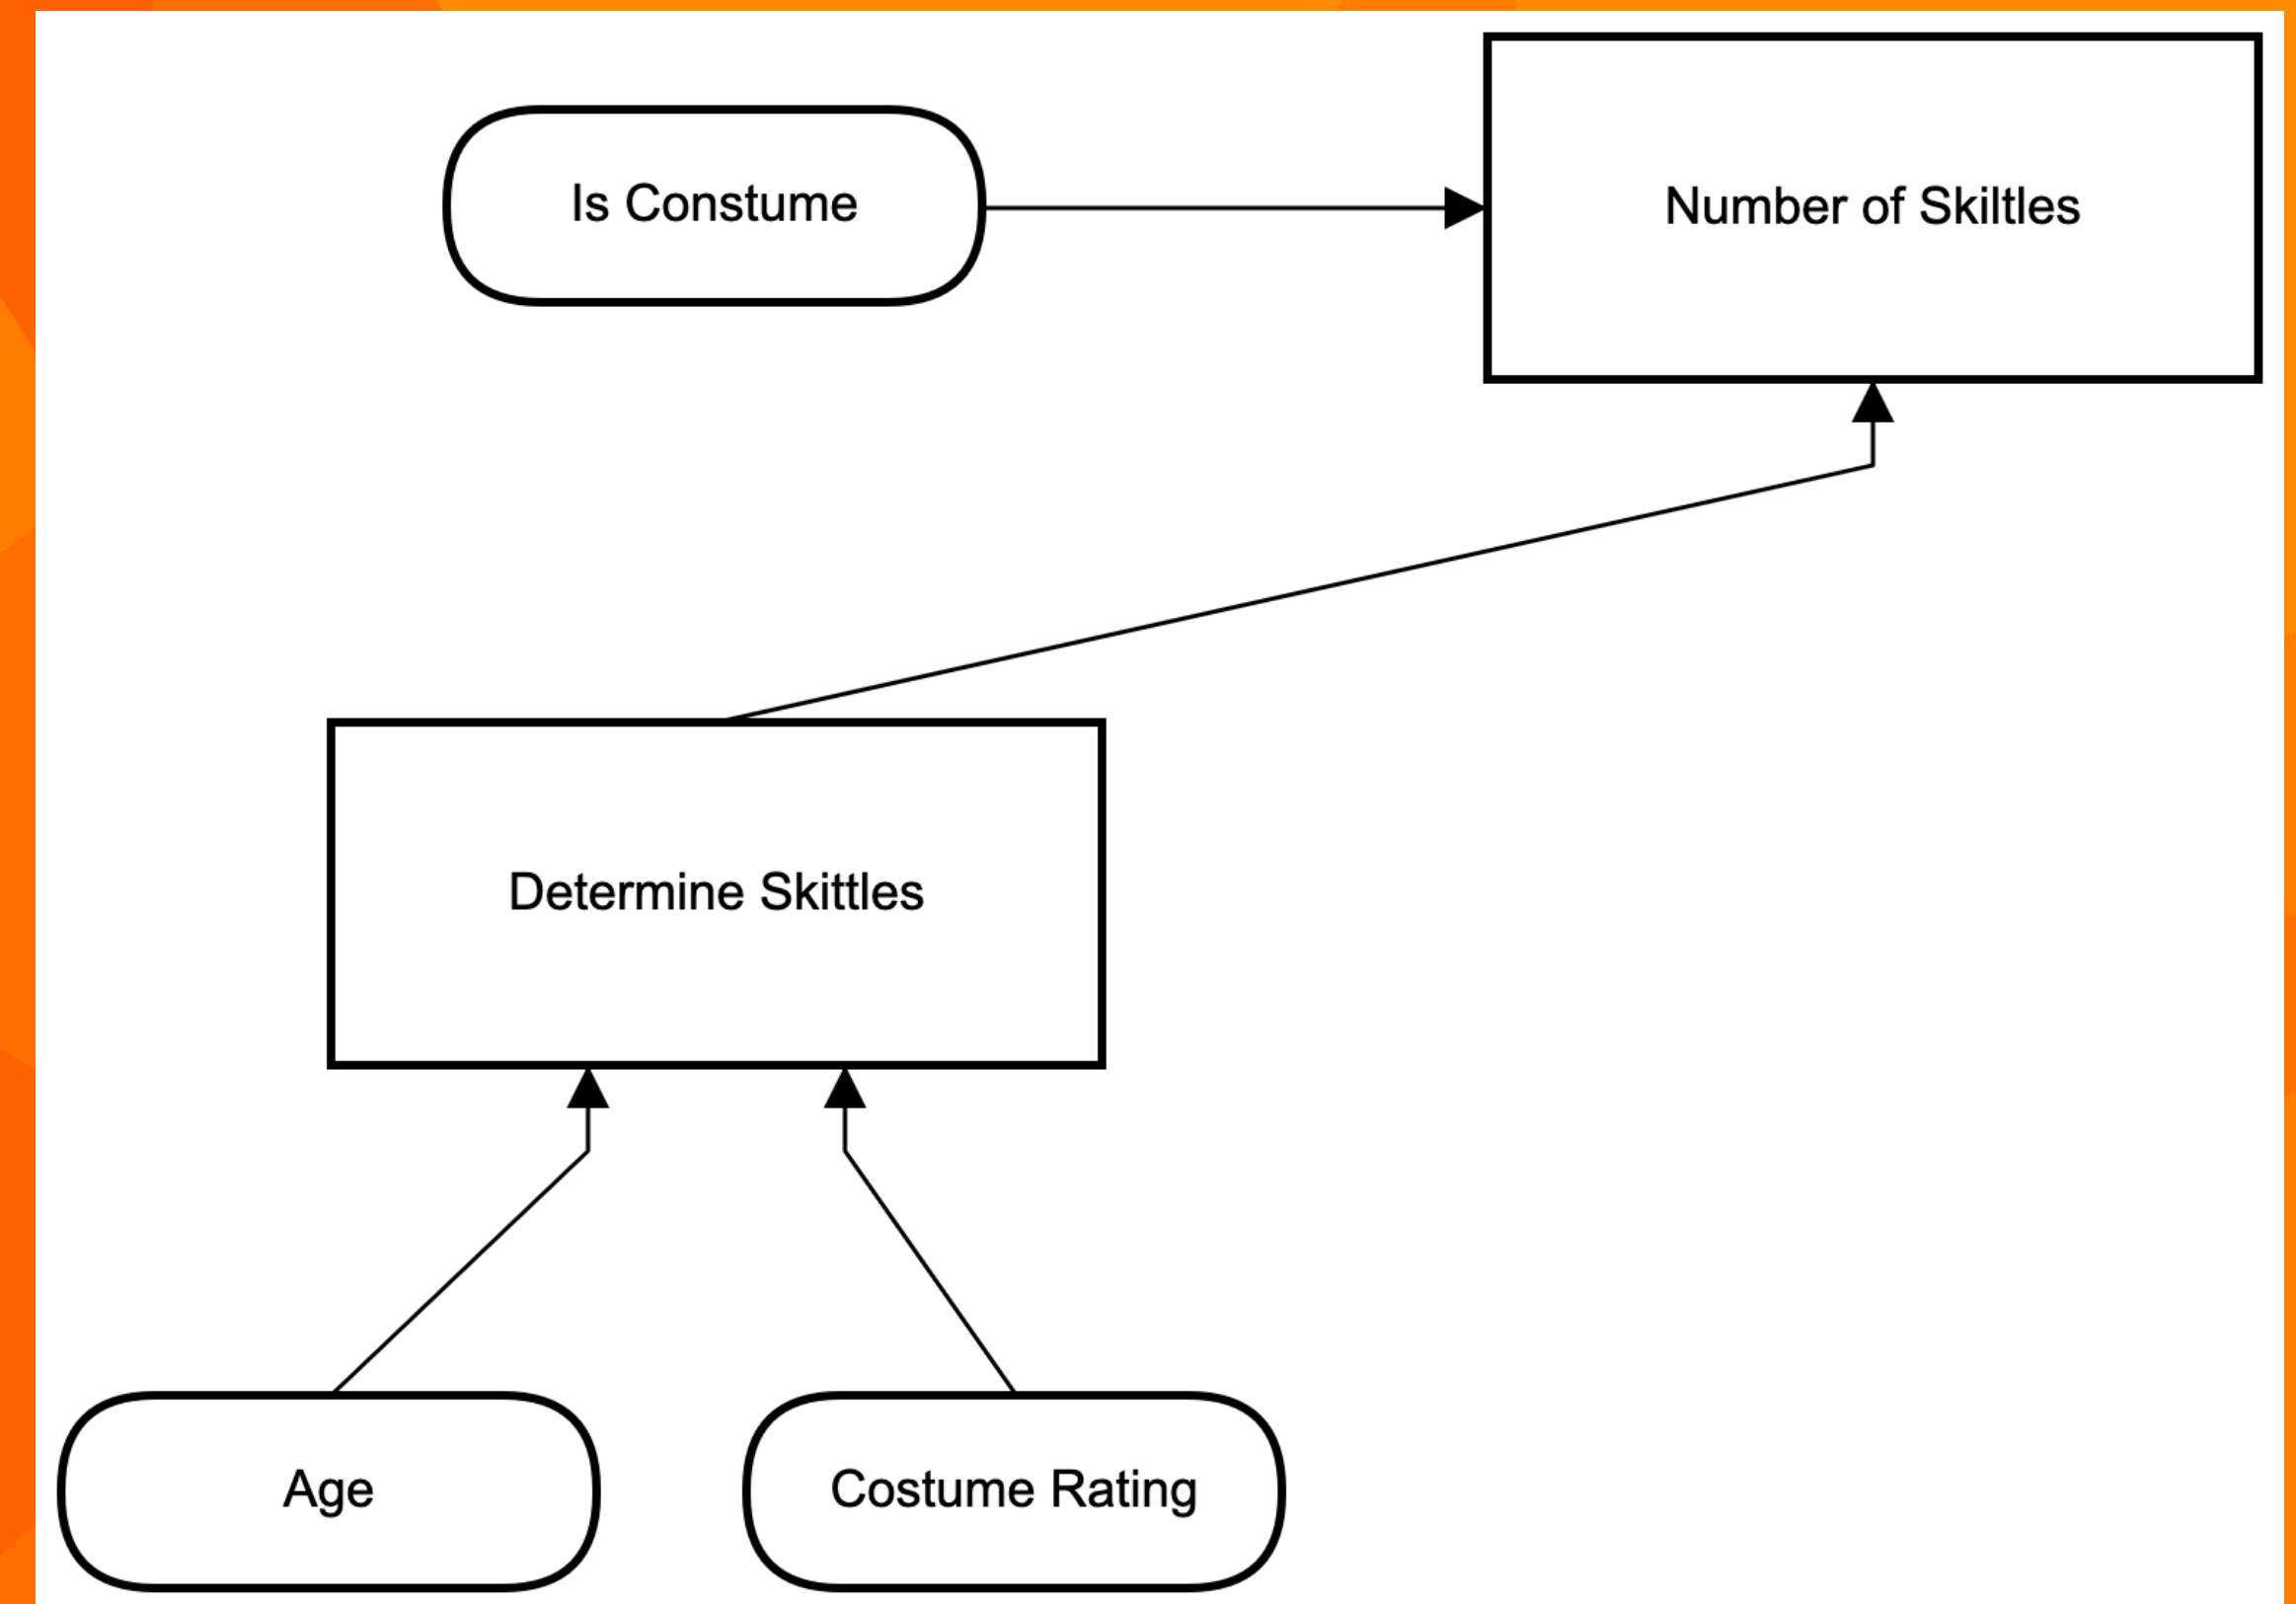 Is Constume
Number of Skiltles
Determine Skittles
Age
Costume Rating